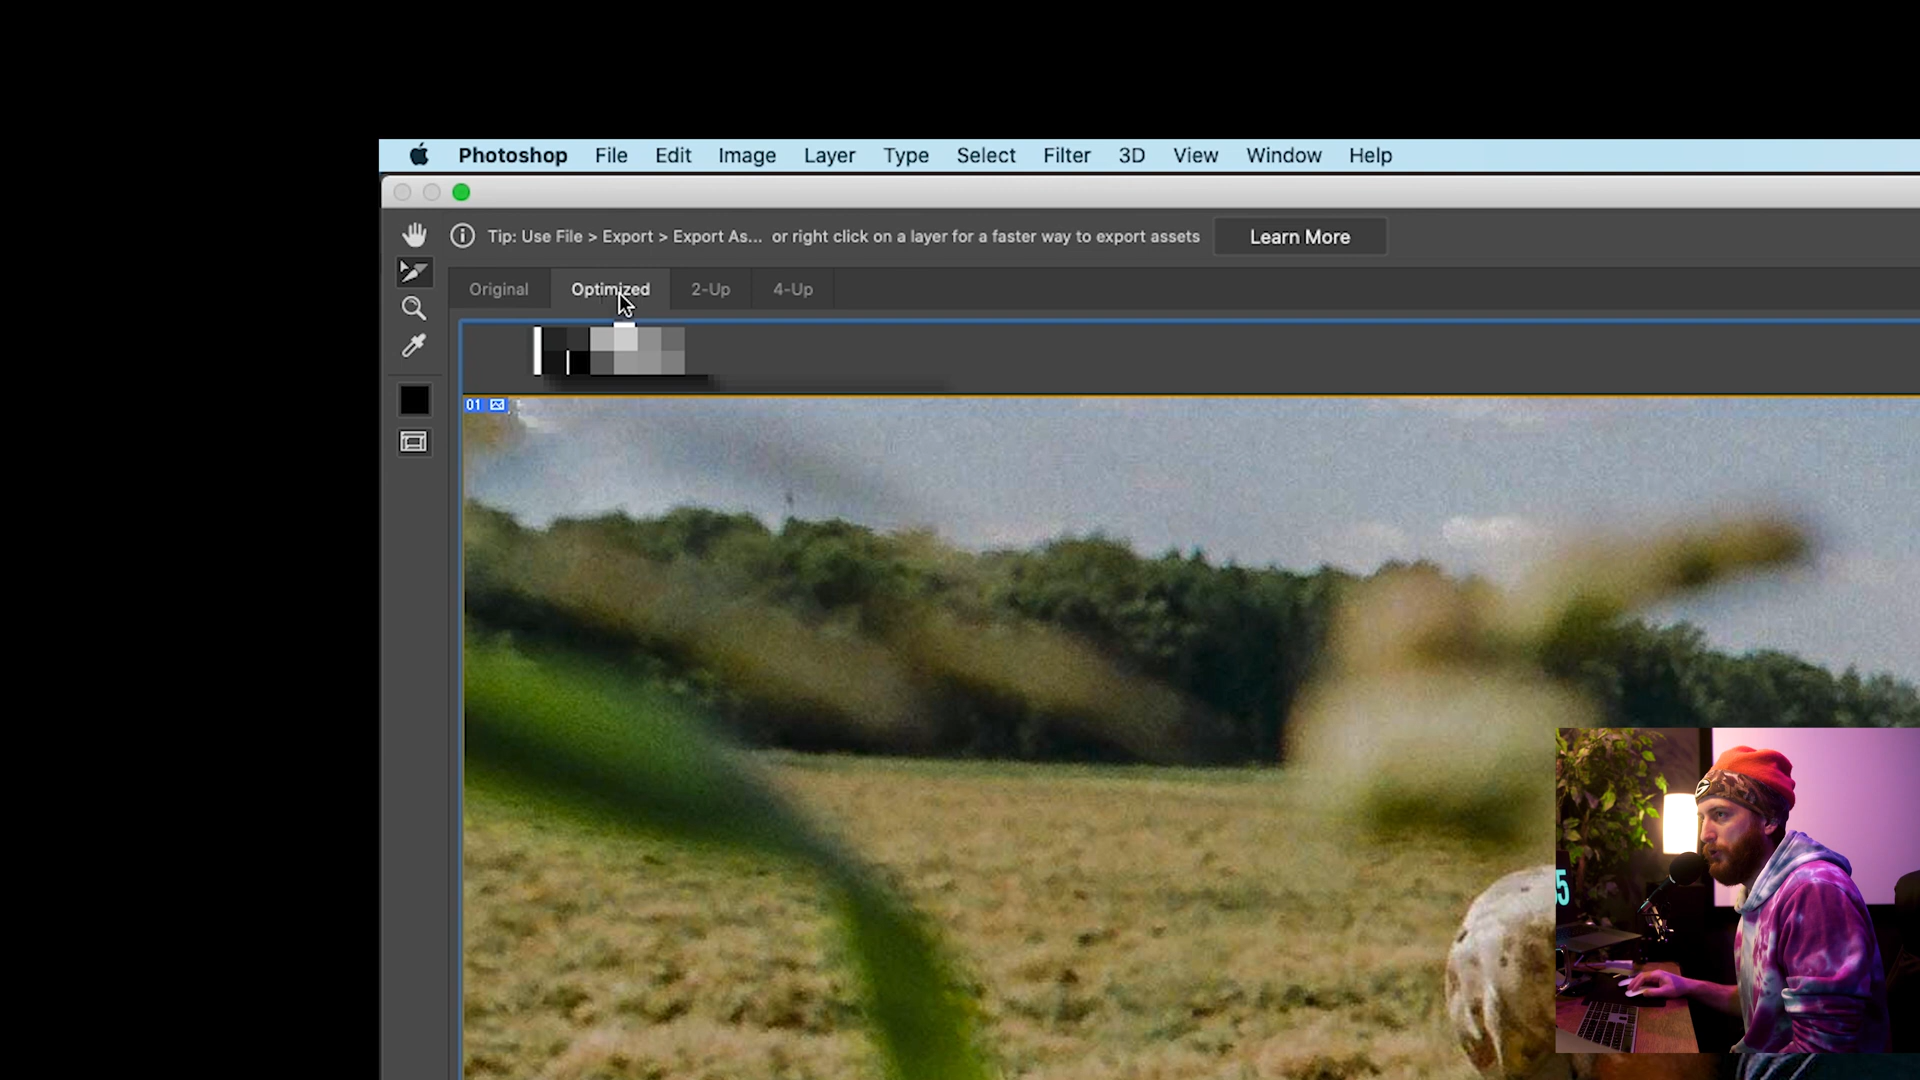 Photoshop File Edit Image Layer Type Select Filter 3D View Window Help
Tip: Use File > Export > Export As... or right click on a layer for a faster way to export assets Learn More
Original Optimized 2-Up 4-Up
01
5